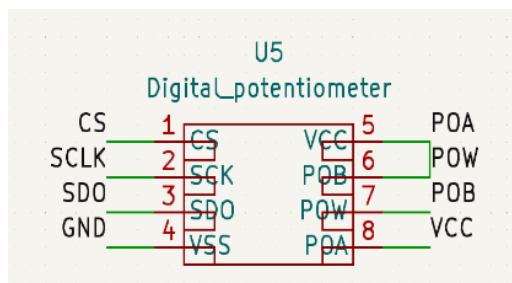 U5
Digital_potentiometer
CS 1 CS VCC 5 POA
SCLK 2 SCK POB 6 POW
SDO 3 SDO POW 7 POB
GND 4 VSS POA 8 VCC